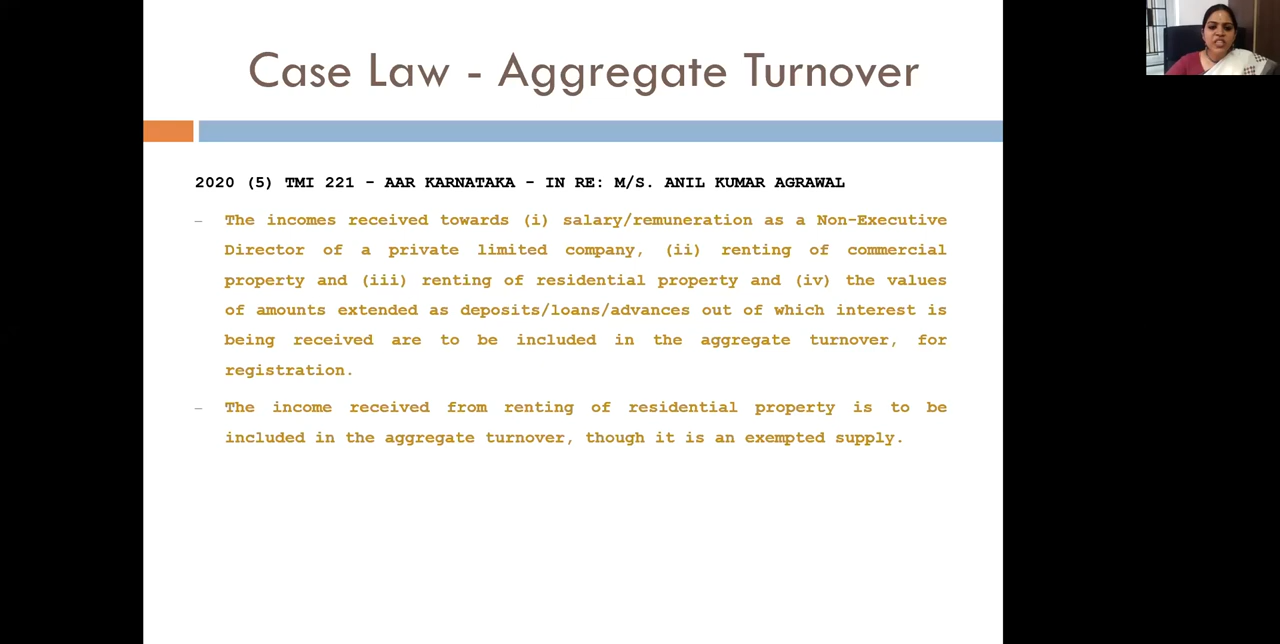 Case Law - Aggregate Turnover
2020 (5) TMI 221 - AAR KARNATAKA - IN RE: M/S. ANIL KUMAR AGRAWAL
– The incomes received towards (i) salary/remuneration as a Non-Executive
Director of a private limited company, (ii) renting of commercial
property and (iii) renting of residential property and (iv) the values
of amounts extended as deposits/loans/advances out of which interest is
being received are to be included in the aggregate turnover, for
registration.
– The income received from renting of residential property is to be
included in the aggregate turnover, though it is an exempted supply.